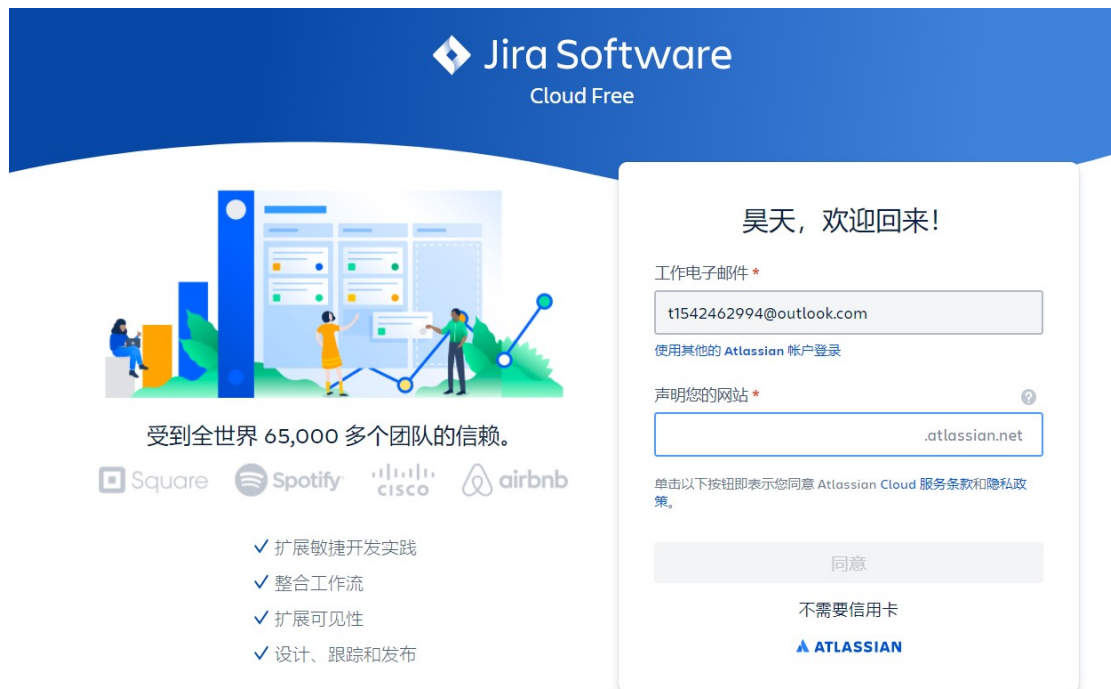 Jira Software
Cloud Free
受到全世界 65,000 多个团队的信赖。
Square Spotify CISCO airbnb
扩展敏捷开发实践
整合工作流
扩展可见性
设计、跟踪和发布
昊天，欢迎回来！
工作电子邮件 *
t1542462994@outlook.com
使用其他的 Atlassian 帐户登录
声明您的网站 * ?
.atlassian.net
单击以下按钮即表示您同意 Atlassian Cloud 服务条款和隐私政
策。
同意
不需要信用卡
ATLASSIAN